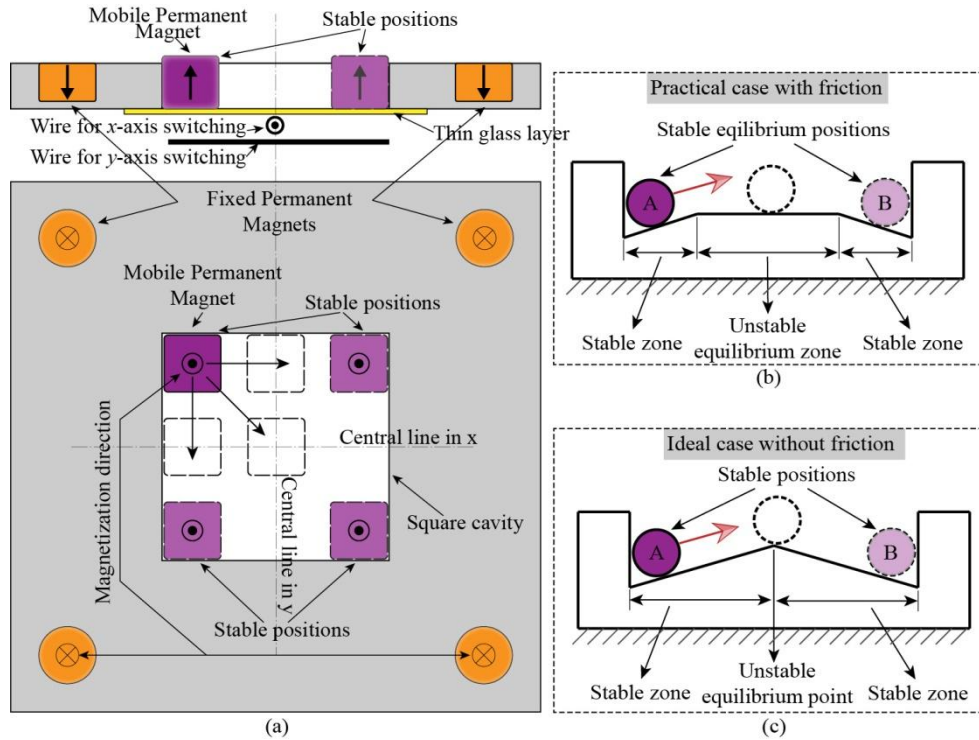 Mobile Permanent
Magnet
Stable positions
Wire for x-axis switching
Thin glass layer
Wire for y-axis switching
Fixed Permanent
Magnets
Mobile Permanent
Magnet
Stable positions
Magnetization direction
Central line in x
Central line in y
Square cavity
Stable positions
(a)
Practical case with friction
Stable eqilibrium positions
A
B
Stable zone
Unstable
equilibrium zone
Stable zone
(b)
Ideal case without friction
Stable positions
A
B
Stable zone
Unstable
equilibrium point
Stable zone
(c)